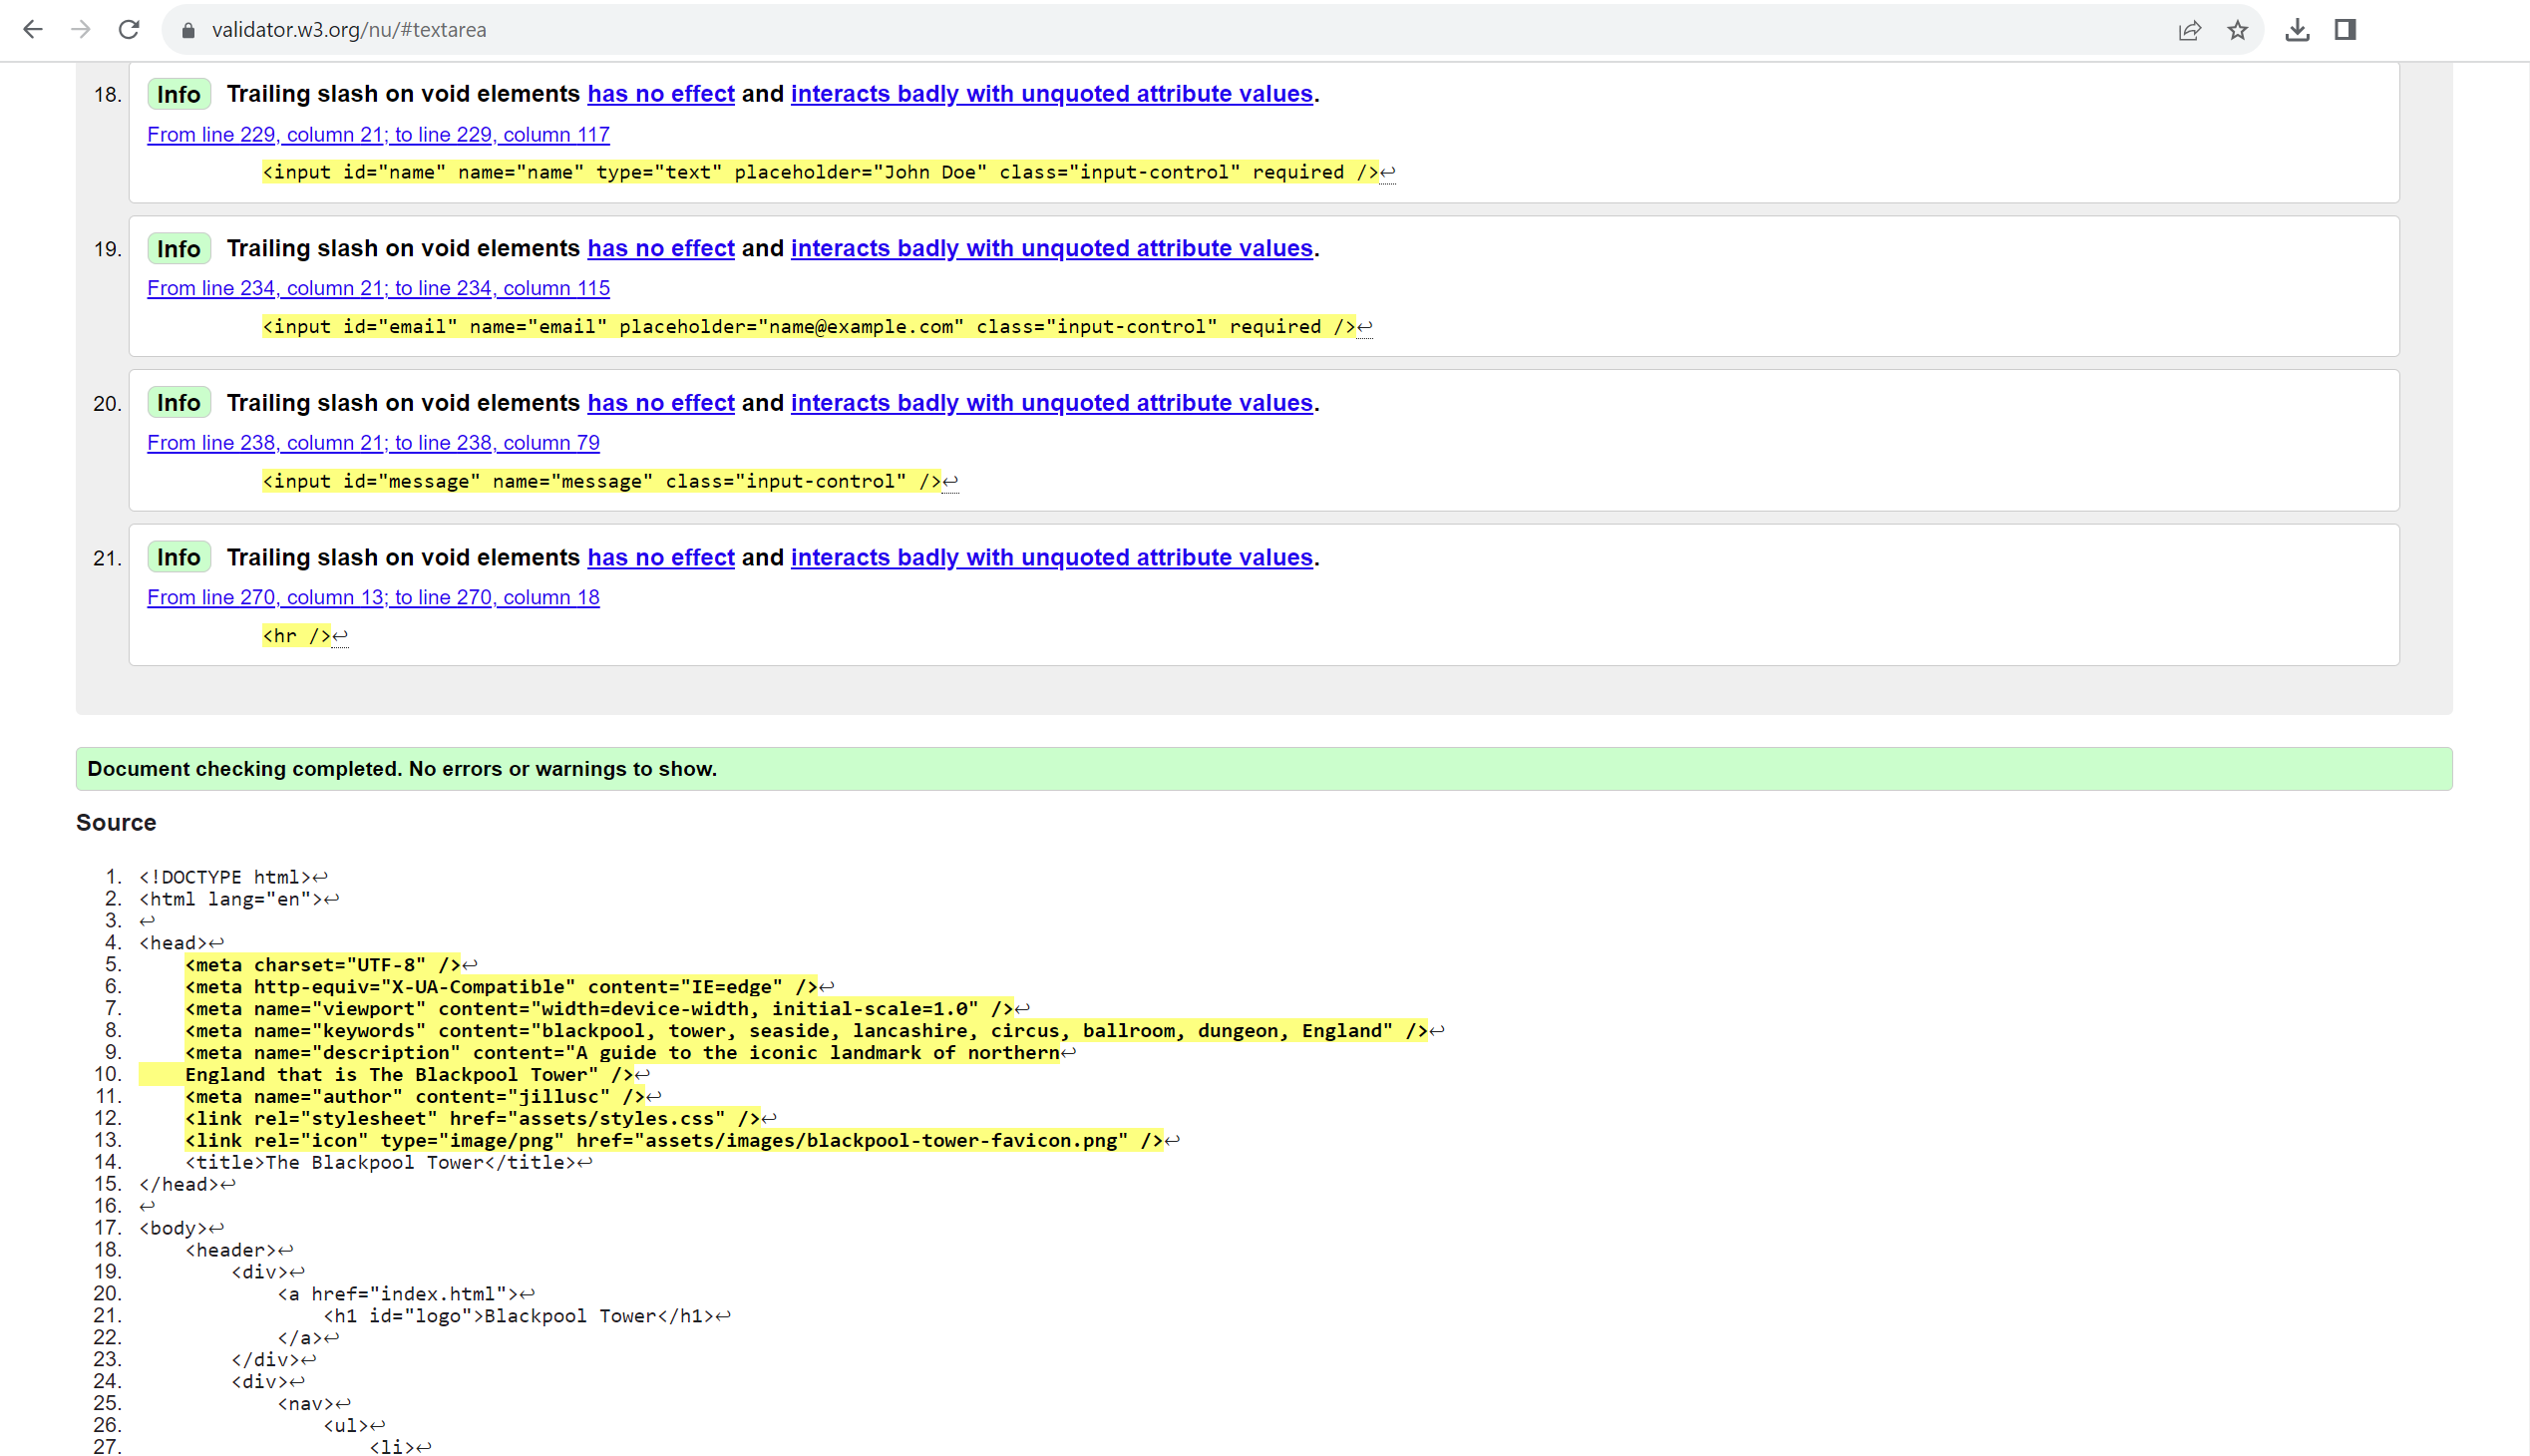 validator.w3.org/nu/#textarea
18. Info Trailing slash on void elements has no effect and interacts badly with unquoted attribute values.
From line 229, column 21; to line 229, column 117
<input id="name" name="name" type="text" placeholder="John Doe" class="input-control" required />↩
19. Info Trailing slash on void elements has no effect and interacts badly with unquoted attribute values.
From line 234, column 21; to line 234, column 115
<input id="email" name="email" placeholder="name@example.com" class="input-control" required />↩
20. Info Trailing slash on void elements has no effect and interacts badly with unquoted attribute values.
From line 238, column 21; to line 238, column 79
<input id="message" name="message" class="input-control" />↩
21. Info Trailing slash on void elements has no effect and interacts badly with unquoted attribute values.
From line 270, column 13; to line 270, column 18
<hr />↩
Document checking completed. No errors or warnings to show.
Source
1. <!DOCTYPE html>↩
2. <html lang="en">↩
3. ↩
4. <head>↩
5. <meta charset="UTF-8" />↩
6. <meta http-equiv="X-UA-Compatible" content="IE=edge" />↩
7. <meta name="viewport" content="width=device-width, initial-scale=1.0" />↩
8. <meta name="keywords" content="blackpool, tower, seaside, lancashire, circus, ballroom, dungeon, England" />↩
9. <meta name="description" content="A guide to the iconic landmark of northern↩
10. England that is The Blackpool Tower" />↩
11. <meta name="author" content="jillusc" />↩
12. <link rel="stylesheet" href="assets/styles.css" />↩
13. <link rel="icon" type="image/png" href="assets/images/blackpool-tower-favicon.png" />↩
14. <title>The Blackpool Tower</title>↩
15. </head>↩
16. ↩
17. <body>↩
18. <header>↩
19. <div>↩
20. <a href="index.html">↩
21. <h1 id="logo">Blackpool Tower</h1>↩
22. </a>↩
23. </div>↩
24. <div>↩
25. <nav>↩
26. <ul>↩
27. <li>↩